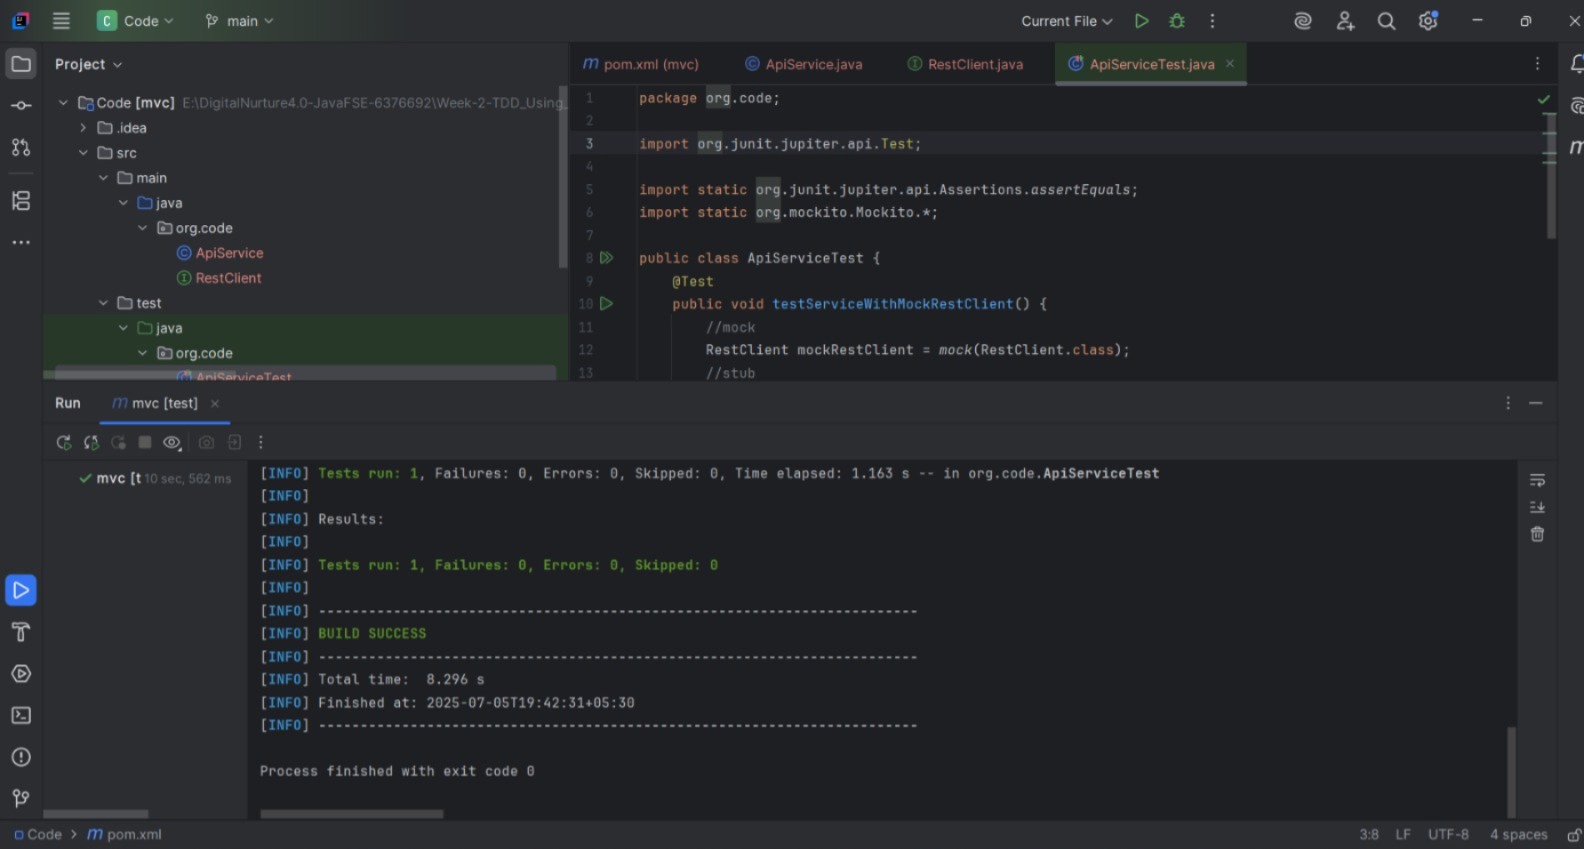 C Code main Current File
Project
Code [mvc] E:\DigitalNurture4.0-JavaFSE-6376692\Week-2-TDD_Using_
.idea
src
main
java
org.code
ApiService
RestClient
test
java
org.code
ApiServiceTest
m pom.xml (mvc) ApiService.java RestClient.java ApiServiceTest.java
1 package org.code;
2
3 import org.junit.jupiter.api.Test;
4
5 import static org.junit.jupiter.api.Assertions.assertEquals;
6 import static org.mockito.Mockito.*;
7
8 public class ApiServiceTest {
9 @Test
10 public void testServiceWithMockRestClient() {
11 //mock
12 RestClient mockRestClient = mock(RestClient.class);
13 //stub
Run m mvc [test]
mvc [t 10 sec, 562 ms
[INFO] Tests run: 1, Failures: 0, Errors: 0, Skipped: 0, Time elapsed: 1.163 s -- in org.code.ApiServiceTest
[INFO]
[INFO] Results:
[INFO]
[INFO] Tests run: 1, Failures: 0, Errors: 0, Skipped: 0
[INFO]
[INFO] ------------------------------------------------------------------------
[INFO] BUILD SUCCESS
[INFO] ------------------------------------------------------------------------
[INFO] Total time:  8.296 s
[INFO] Finished at: 2025-07-05T19:42:31+05:30
[INFO] ------------------------------------------------------------------------
Process finished with exit code 0
Code > m pom.xml 3:8 LF UTF-8 4 spaces